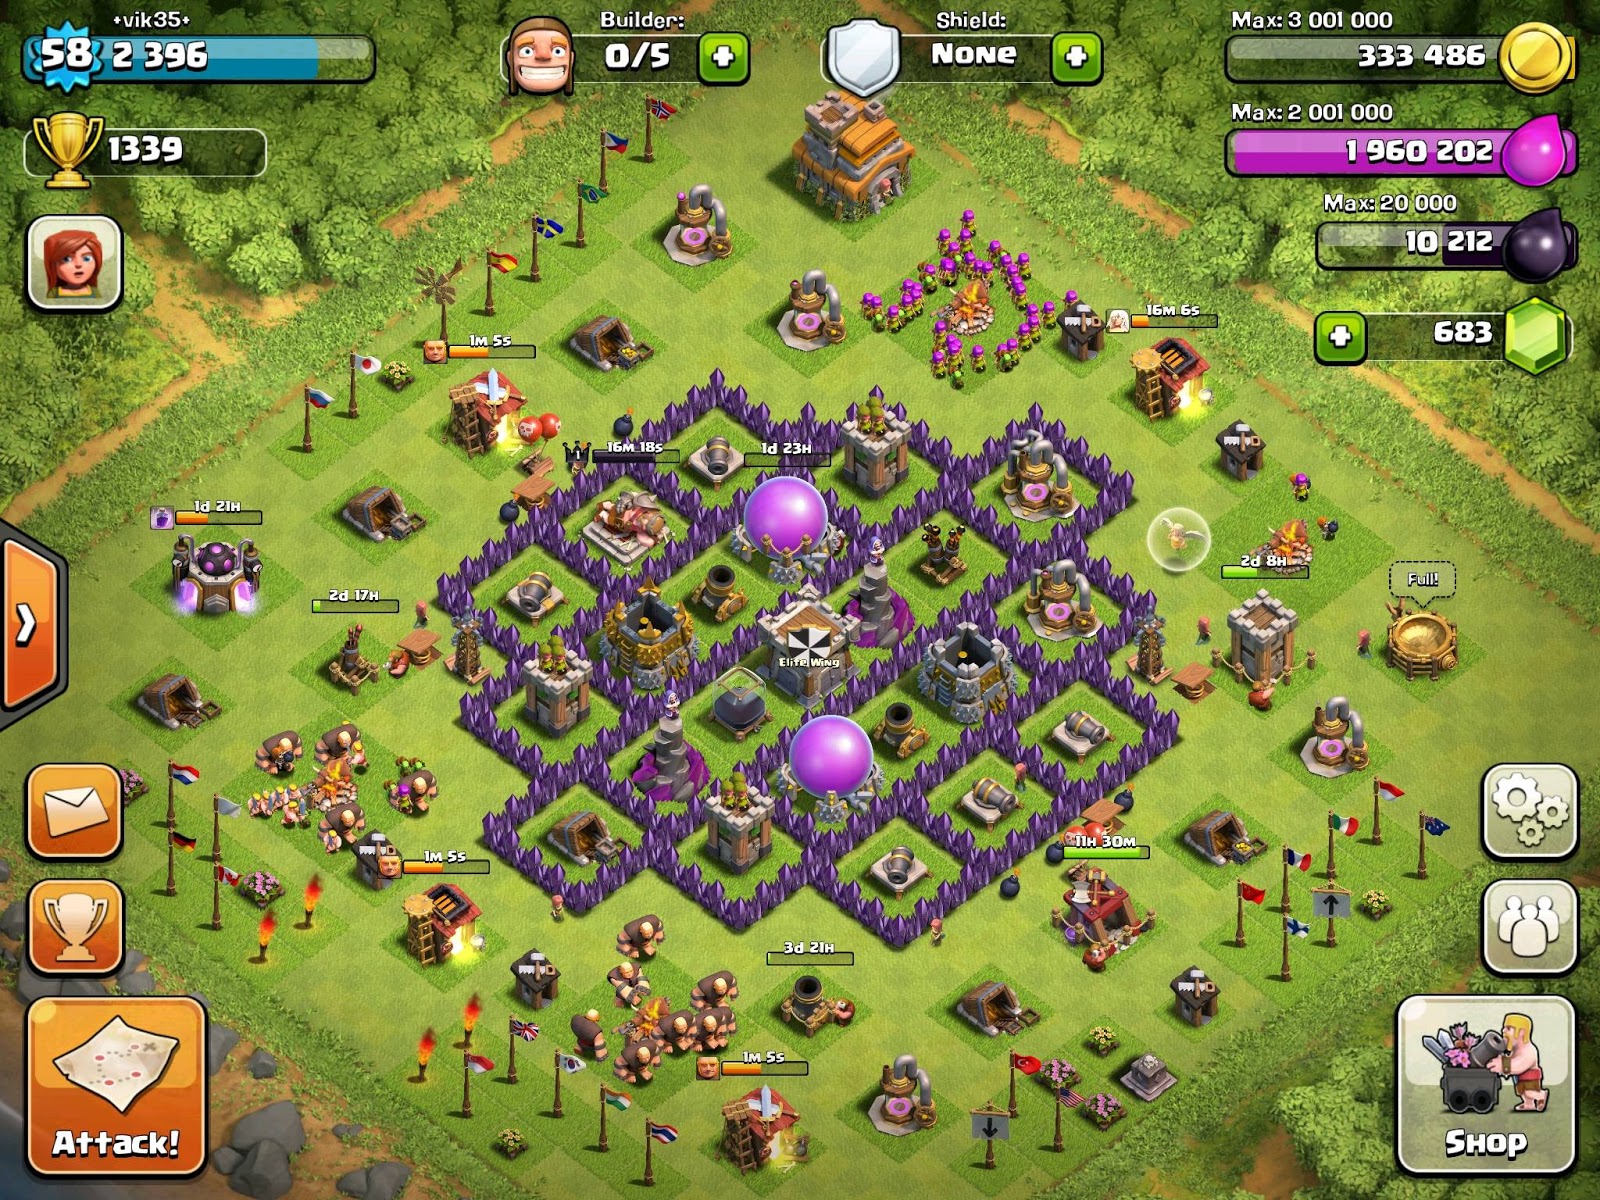 +vik35+
58
2 396
Builder:
0/5
Shield:
None
Max: 3 001 000
333 486
Max: 2 001 000
1 960 202
Max: 20 000
10 212
683
1339
16m 6s
1m 5s
16m 18s
1d 23h
1d 21h
2d 8h
Full!
2d 17h
Elite Wing
11h 30m
1m 5s
3d 21h
1m 5s
Attack!
Shop